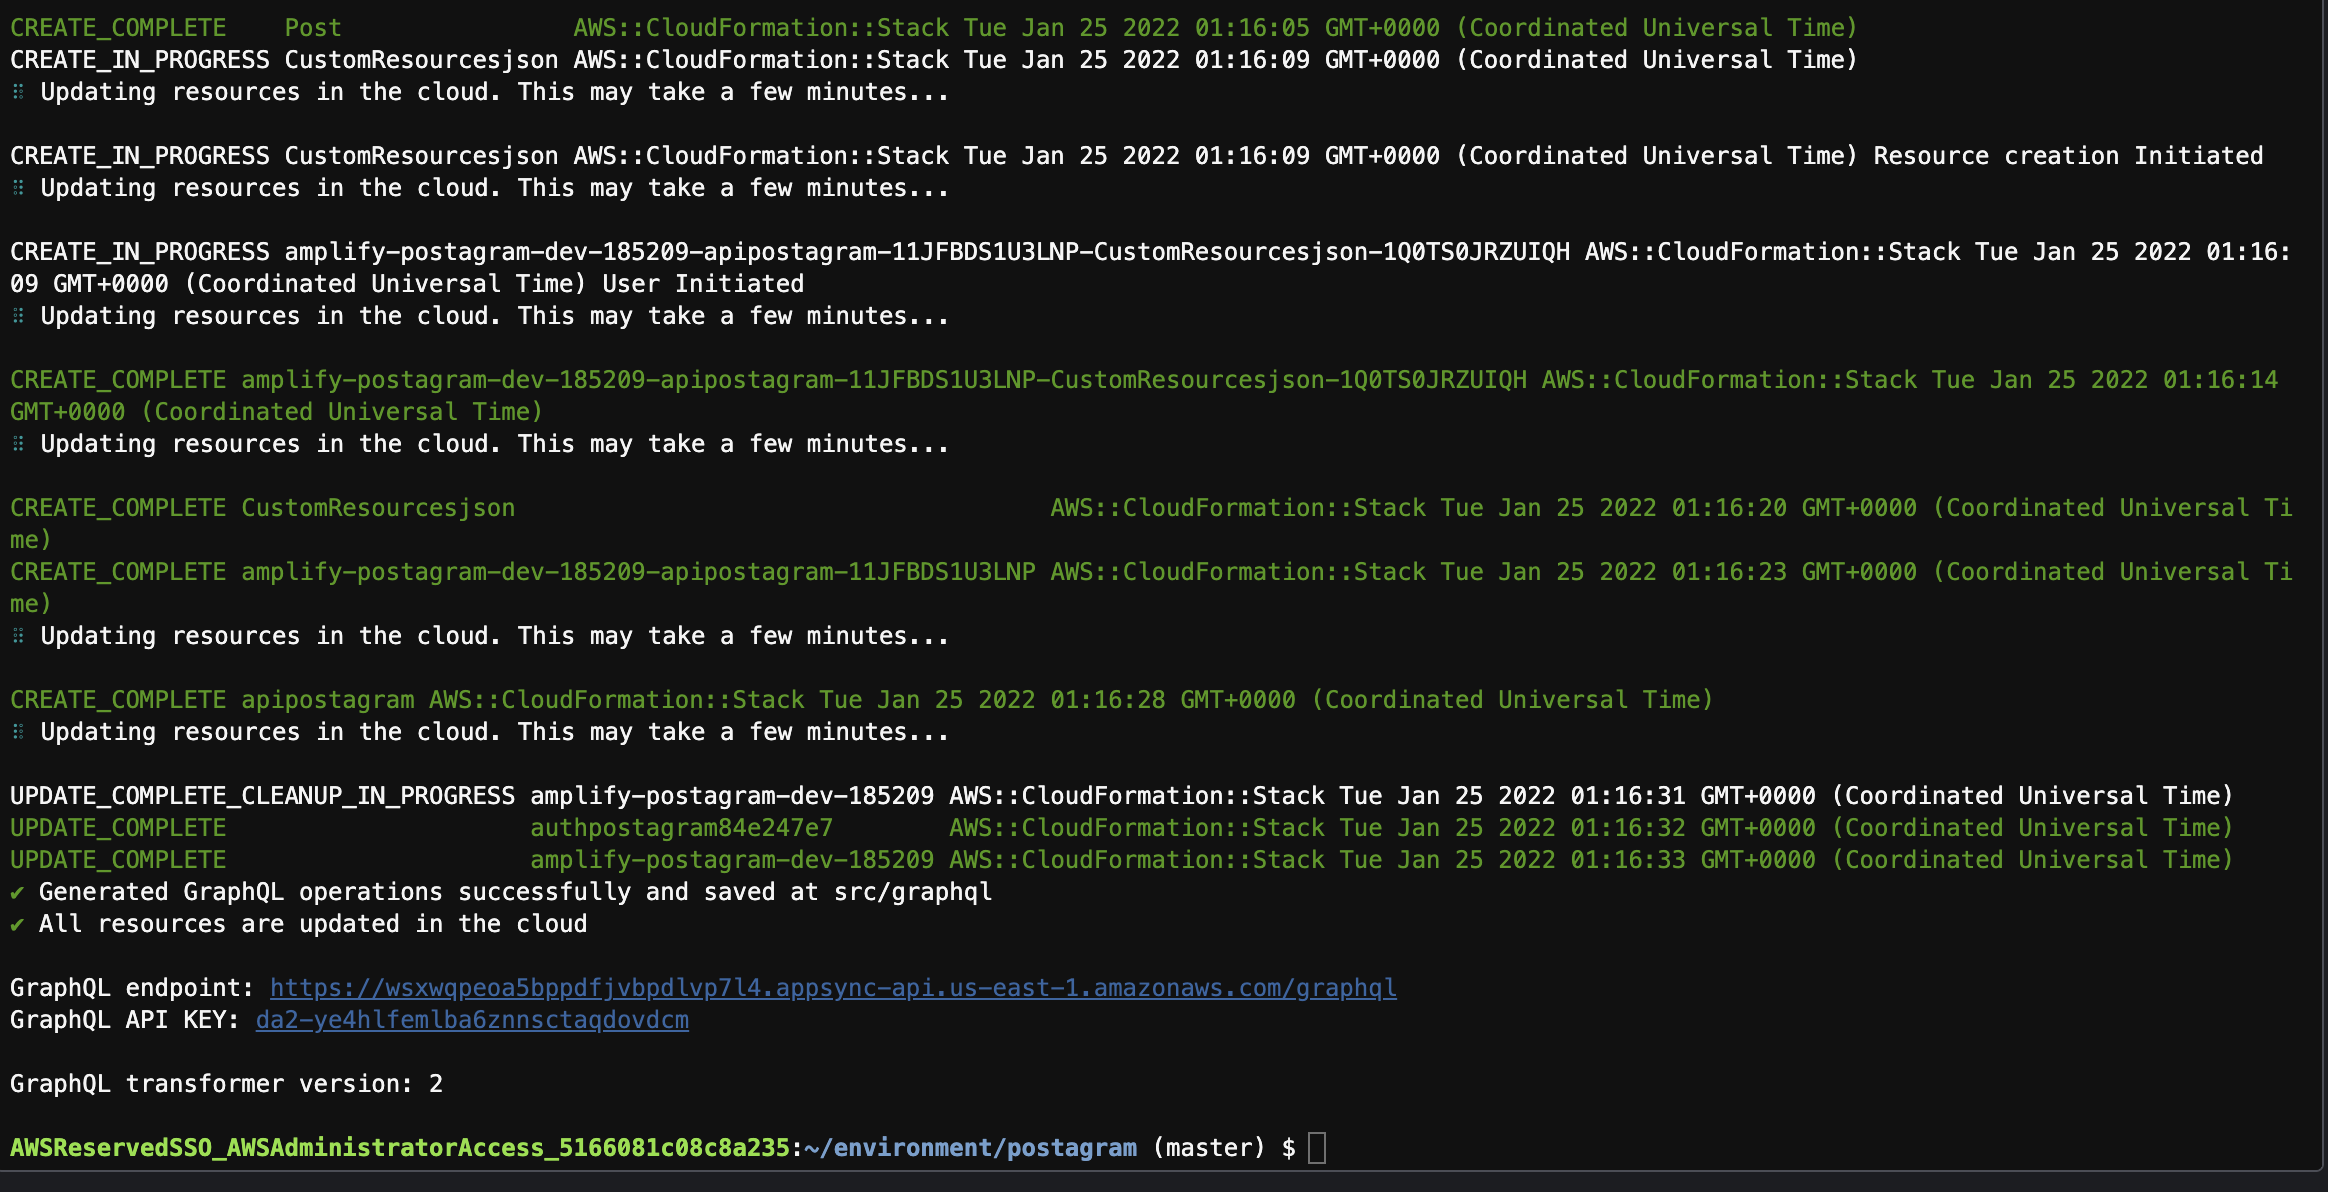 CREATE_COMPLETE    Post                AWS::CloudFormation::Stack Tue Jan 25 2022 01:16:05 GMT+0000 (Coordinated Universal Time)
CREATE_IN_PROGRESS CustomResourcesjson AWS::CloudFormation::Stack Tue Jan 25 2022 01:16:09 GMT+0000 (Coordinated Universal Time)
⠿ Updating resources in the cloud. This may take a few minutes...
CREATE_IN_PROGRESS CustomResourcesjson AWS::CloudFormation::Stack Tue Jan 25 2022 01:16:09 GMT+0000 (Coordinated Universal Time) Resource creation Initiated
⠿ Updating resources in the cloud. This may take a few minutes...
CREATE_IN_PROGRESS amplify-postagram-dev-185209-apipostagram-11JFBDS1U3LNP-CustomResourcesjson-1Q0TS0JRZUIQH AWS::CloudFormation::Stack Tue Jan 25 2022 01:16:
09 GMT+0000 (Coordinated Universal Time) User Initiated
⠿ Updating resources in the cloud. This may take a few minutes...
CREATE_COMPLETE amplify-postagram-dev-185209-apipostagram-11JFBDS1U3LNP-CustomResourcesjson-1Q0TS0JRZUIQH AWS::CloudFormation::Stack Tue Jan 25 2022 01:16:14
GMT+0000 (Coordinated Universal Time)
⠿ Updating resources in the cloud. This may take a few minutes...
CREATE_COMPLETE CustomResourcesjson                                     AWS::CloudFormation::Stack Tue Jan 25 2022 01:16:20 GMT+0000 (Coordinated Universal Ti
me)
CREATE_COMPLETE amplify-postagram-dev-185209-apipostagram-11JFBDS1U3LNP AWS::CloudFormation::Stack Tue Jan 25 2022 01:16:23 GMT+0000 (Coordinated Universal Ti
me)
⠿ Updating resources in the cloud. This may take a few minutes...
CREATE_COMPLETE apipostagram AWS::CloudFormation::Stack Tue Jan 25 2022 01:16:28 GMT+0000 (Coordinated Universal Time)
⠿ Updating resources in the cloud. This may take a few minutes...
UPDATE_COMPLETE_CLEANUP_IN_PROGRESS amplify-postagram-dev-185209 AWS::CloudFormation::Stack Tue Jan 25 2022 01:16:31 GMT+0000 (Coordinated Universal Time)
UPDATE_COMPLETE                     authpostagram84e247e7        AWS::CloudFormation::Stack Tue Jan 25 2022 01:16:32 GMT+0000 (Coordinated Universal Time)
UPDATE_COMPLETE                     amplify-postagram-dev-185209 AWS::CloudFormation::Stack Tue Jan 25 2022 01:16:33 GMT+0000 (Coordinated Universal Time)
✔ Generated GraphQL operations successfully and saved at src/graphql
✔ All resources are updated in the cloud
GraphQL endpoint: https://wsxwqpeoa5bppdfjvbpdlvp7l4.appsync-api.us-east-1.amazonaws.com/graphql
GraphQL API KEY: da2-ye4hlfemlba6znnsctaqdovdcm
GraphQL transformer version: 2
AWSReservedSSO_AWSAdministratorAccess_5166081c08c8a235:~/environment/postagram (master) $